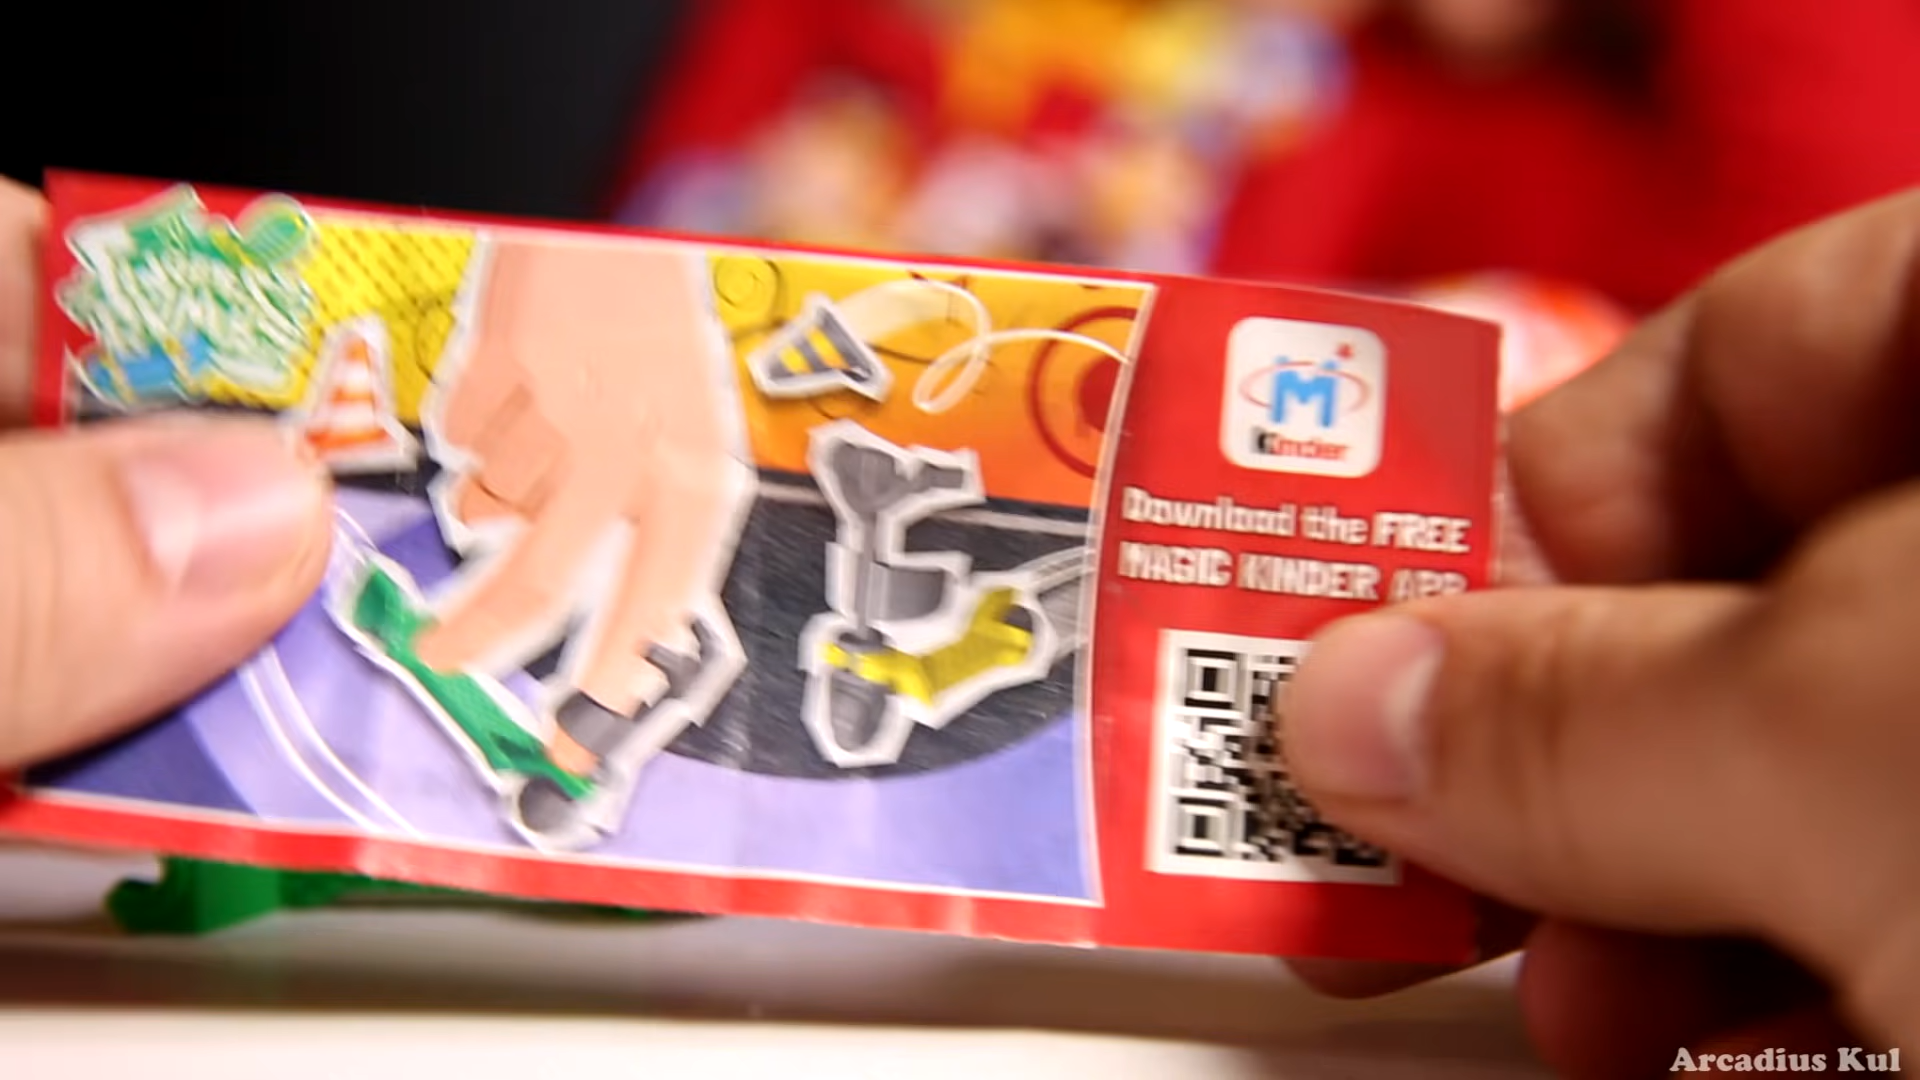 M
Kinder
Download the FREE
MAGIC KINDER APP
Arcadius Kul